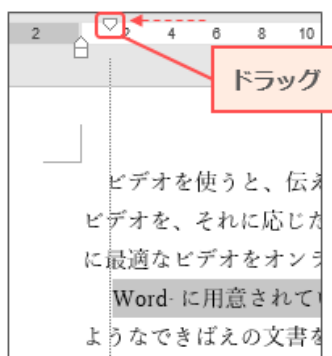 2 2 4 6 8 10
ドラッグ
ビデオを使うと、伝え
ビデオを、それに応じた
に最適なビデオをオンラ
Word- に用意されてい
ようなできばえの文書を